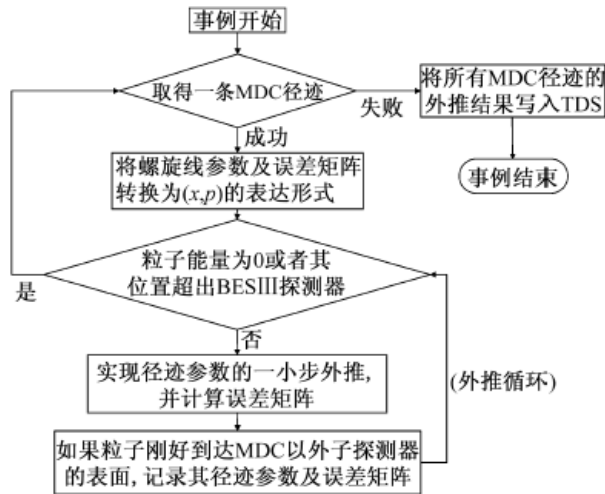 事例开始
取得一条MDC径迹
失败
将所有MDC径迹的
外推结果写入TDS
成功
事例结束
将螺旋线参数及误差矩阵
转换为(x,p)的表达形式
粒子能量为0或者其
位置超出BESⅢ探测器
是
否
实现径迹参数的一小步外推,
并计算误差矩阵
(外推循环)
如果粒子刚好到达MDC以外子探测器
的表面,记录其径迹参数及误差矩阵